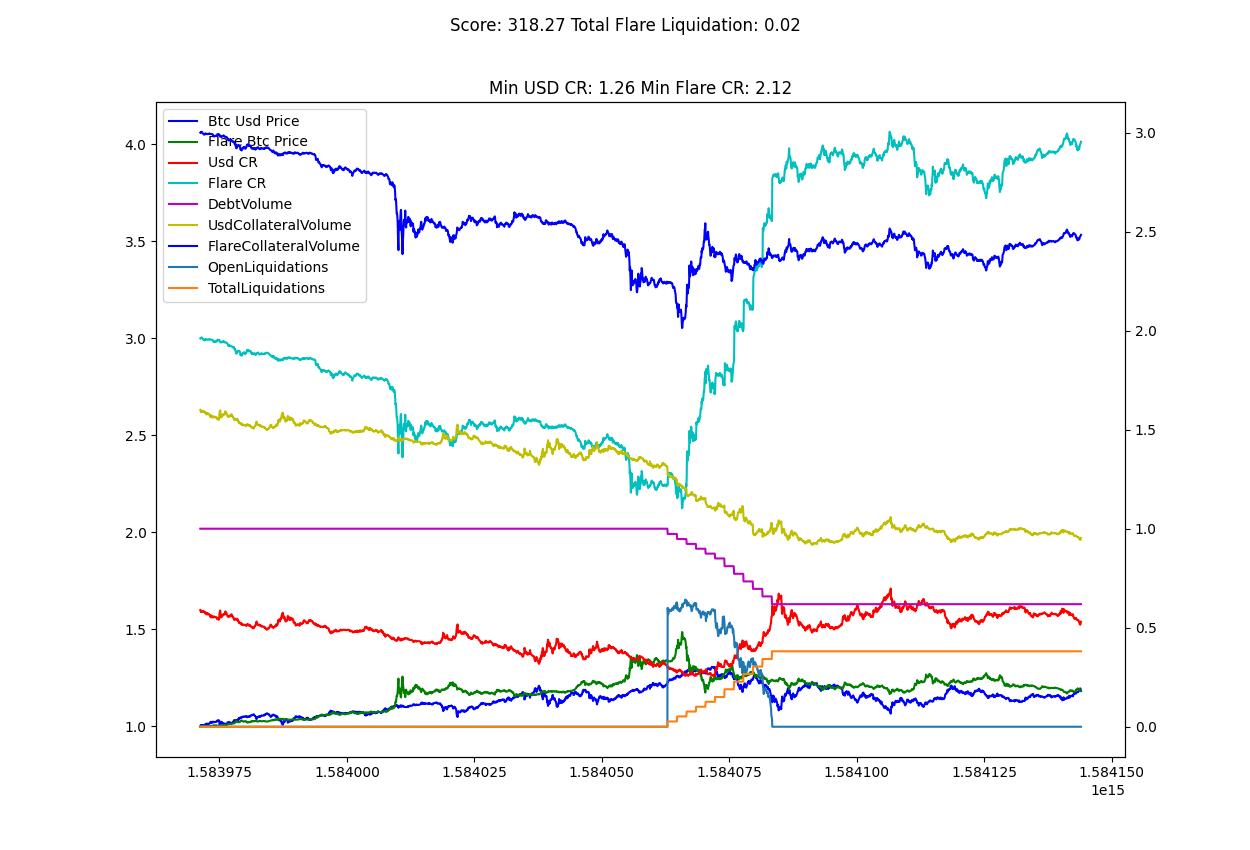 Score: 318.27 Total Flare Liquidation: 0.02
Min USD CR: 1.26 Min Flare CR: 2.12
Btc Usd Price
Flare Btc Price
Usd CR
Flare CR
DebtVolume
UsdCollateralVolume
FlareCollateralVolume
OpenLiquidations
TotalLiquidations
4.0
3.5
3.0
2.5
2.0
1.5
1.0
3.0
2.5
2.0
1.5
1.0
0.5
0.0
1.583975 1.584000 1.584025 1.584050 1.584075 1.584100 1.584125 1.584150
1e15